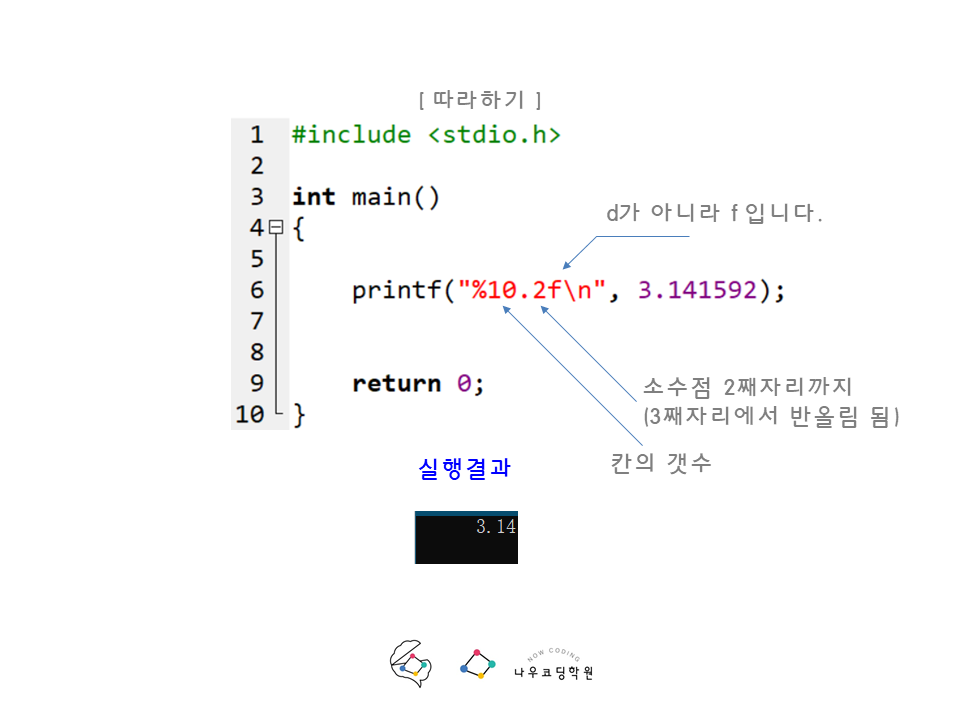 [ 따라하기 ]
1 #include <stdio.h>
2
3 int main()
4 {
d가 아니라 f 입니다.
5
6 printf("%10.2f\n", 3.141592);
7
8
9 return 0;
10 }
소수점 2째자리까지
(3째자리에서 반올림 됨)
칸의 갯수
실행결과
3.14
NOW CODING
나우코딩학원